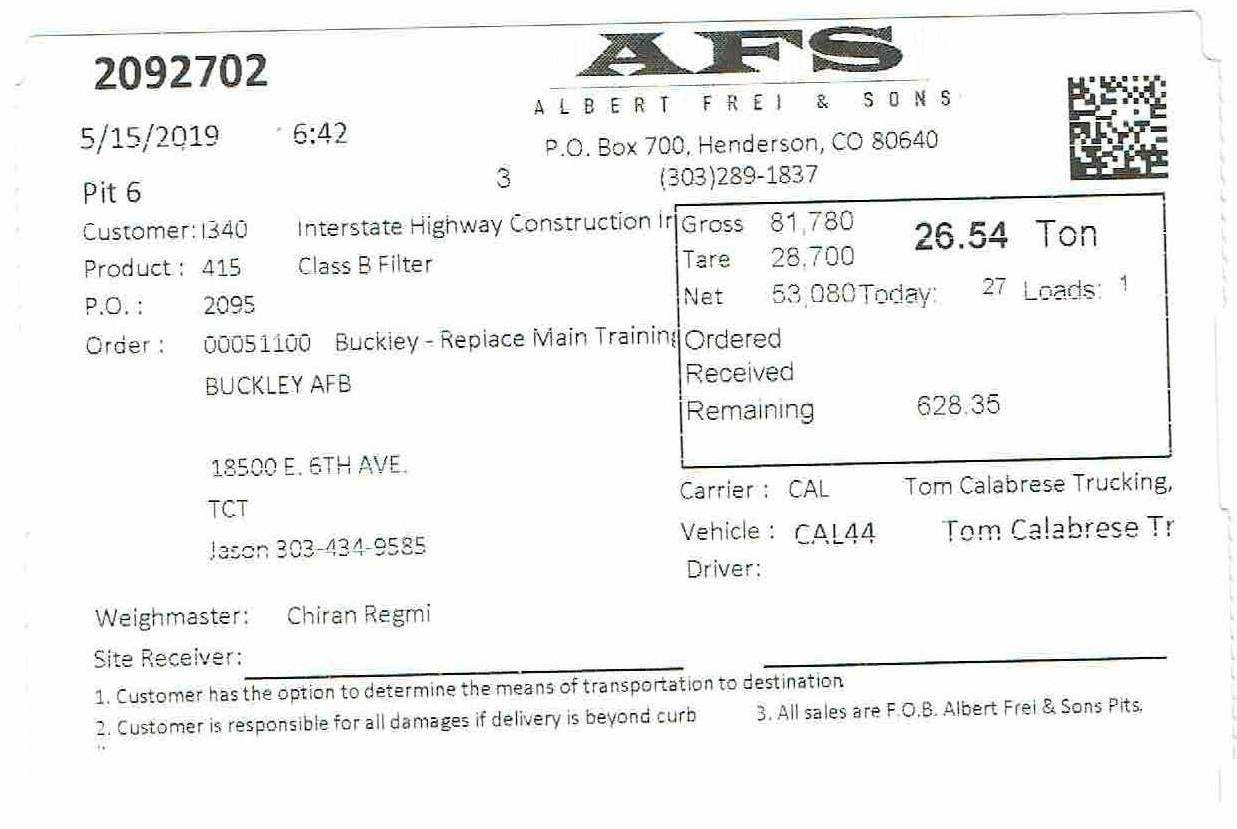 2092702
AFS
ALBERT FREI & SONS
5/15/2019 6:42
P.O. Box 700, Henderson, CO 80640
3 (303)289-1837
Pit 6
Customer: I340 Interstate Highway Construction In
Product : 415 Class B Filter
P.O. : 2095
Order : 00051100 Buckley - Replace Main Training
BUCKLEY AFB
18500 E. 6TH AVE.
TCT
Jason 303-434-9585
Gross 81,780 26.54 Ton
Tare 28,700
Net 53,080 Today: 27 Loads: 1
Ordered
Received
Remaining 628.35
Carrier : CAL Tom Calabrese Trucking,
Vehicle : CAL44 Tom Calabrese Tr
Driver:
Weighmaster: Chiran Regmi
Site Receiver:
1. Customer has the option to determine the means of transportation to destination
2. Customer is responsible for all damages if delivery is beyond curb 3. All sales are F.O.B. Albert Frei & Sons Pits.